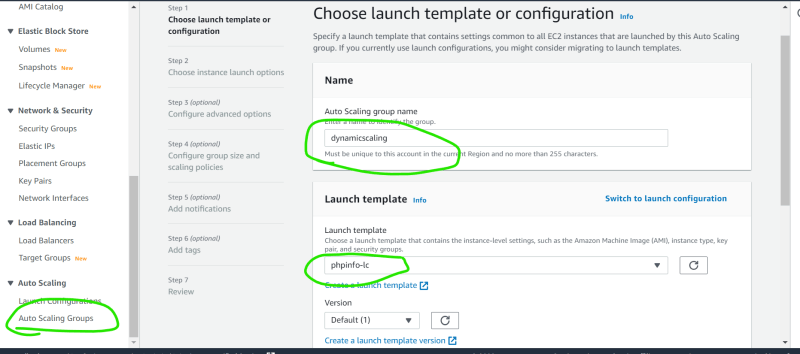 AMI Catalog
Elastic Block Store
Volumes New
Snapshots New
Lifecycle Manager New
Network & Security
Security Groups
Elastic IPs
Placement Groups
Key Pairs
Network Interfaces
Load Balancing
Load Balancers
Target Groups New
Auto Scaling
Launch Configurations
Auto Scaling Groups
Step 1
Choose launch template or
configuration
Step 2
Choose instance launch options
Step 3 (optional)
Configure advanced options
Step 4 (optional)
Configure group size and
scaling policies
Step 5 (optional)
Add notifications
Step 6 (optional)
Add tags
Step 7
Review
Choose launch template or configuration Info
Specify a launch template that contains settings common to all EC2 instances that are launched by this Auto Scaling
group. If you currently use launch configurations, you might consider migrating to launch templates.
Name
Auto Scaling group name
Enter a name to identify the group.
dynamicscaling
Must be unique to this account in the current Region and no more than 255 characters.
Launch template Info
Switch to launch configuration
Launch template
Choose a launch template that contains the instance-level settings, such as the Amazon Machine Image (AMI), instance type, key
pair, and security groups.
phpinfo-lc
Create a launch template
Version
Default (1)
Create a launch template version